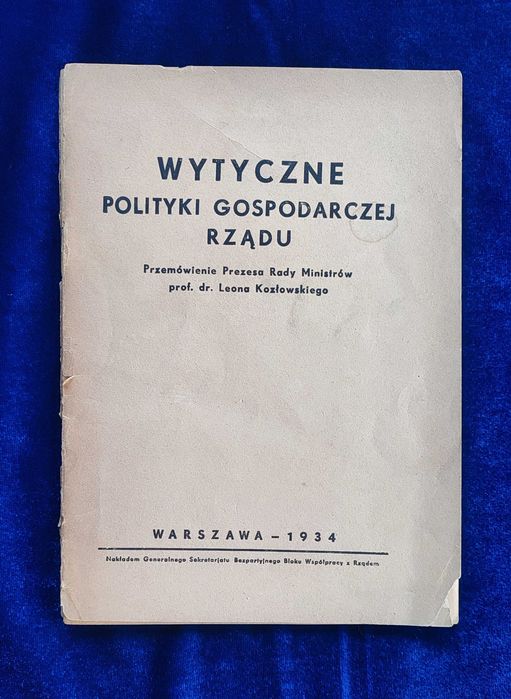 WYTYCZNE
POLITYKI GOSPODARCZEJ
RZĄDU
Przemówienie Prezesa Rady Ministrów
prof. dr. Leona Kozłowskiego
WARSZAWA – 1934
Nakładem Generalnego Sekretarjatu Bezpartyjnego Bloku Współpracy z Rządem